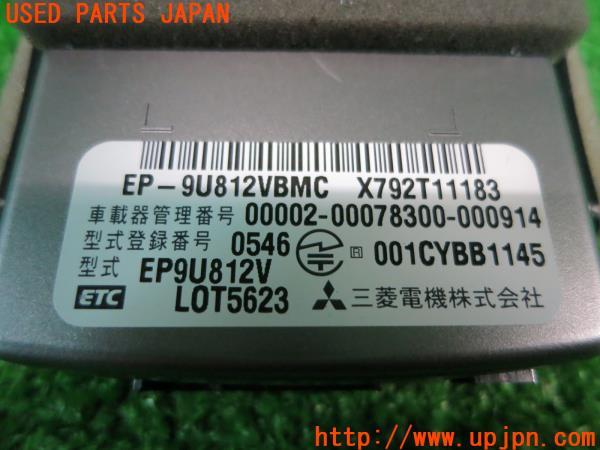 USED PARTS JAPAN
EP-9U812VBMC X792T11183
車載器管理番号 00002-00078300-000914
型式登録番号 0546 R 001CYBB1145
型式 EP9U812V
ETC LOT5623 三菱電機株式会社
http://www.upjpn.com